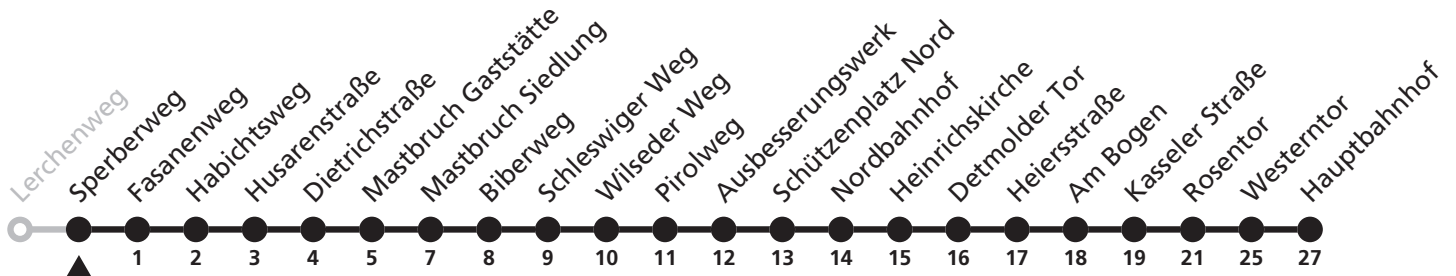 Lerchenweg
Sperberweg
Fasanenweg
Habichtsweg
Husarenstraße
Dietrichstraße
Mastbruch Gaststätte
Mastbruch Siedlung
Biberweg
Schleswiger Weg
Wilseder Weg
Pirolweg
Ausbesserungswerk
Schützenplatz Nord
Nordbahnhof
Heinrichskirche
Detmolder Tor
Heiersstraße
Am Bogen
Kasseler Straße
Rosentor
Westerntor
Hauptbahnhof
1 2 3 4 5 7 8 9 10 11 12 13 14 15 16 17 18 19 21 25 27